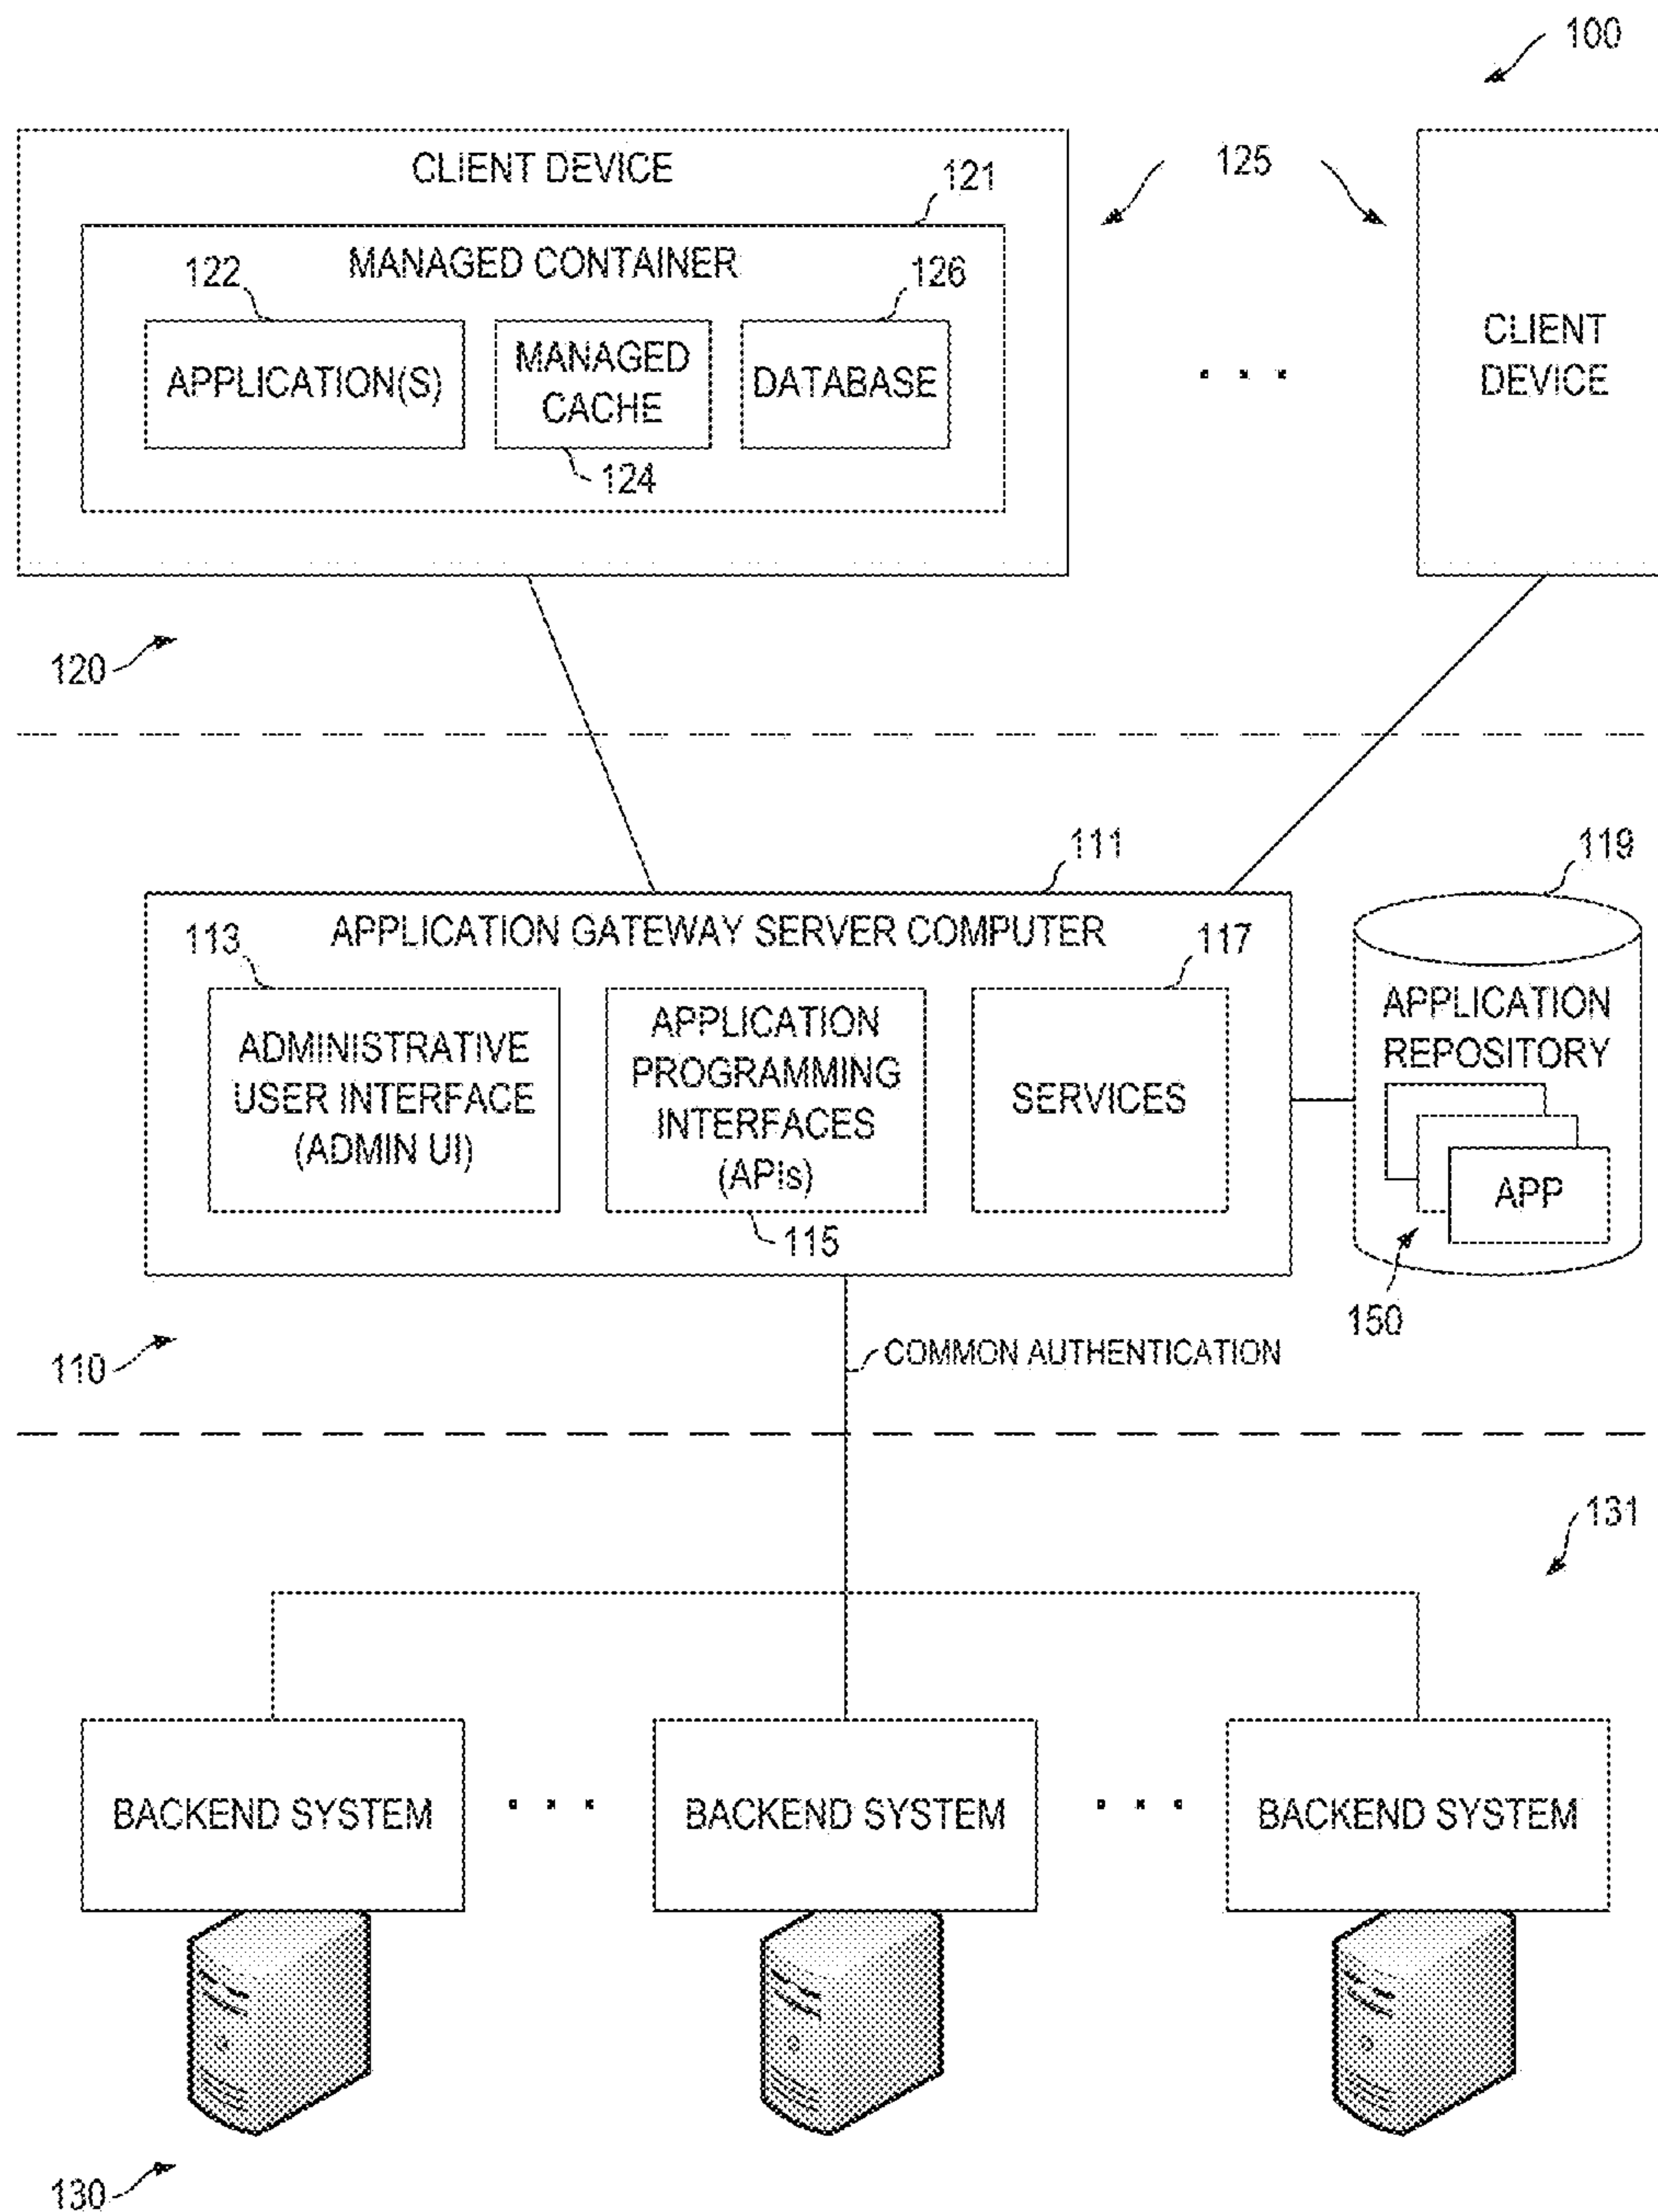 100
CLIENT DEVICE
125
121
MANAGED CONTAINER
122
126
APPLICATION(S)
MANAGED
CACHE
DATABASE
124
CLIENT
DEVICE
120
111
119
APPLICATION GATEWAY SERVER COMPUTER
113
117
ADMINISTRATIVE
USER INTERFACE
(ADMIN UI)
APPLICATION
PROGRAMMING
INTERFACES
(APIs)
115
SERVICES
APPLICATION
REPOSITORY
APP
150
110
COMMON AUTHENTICATION
131
BACKEND SYSTEM
BACKEND SYSTEM
BACKEND SYSTEM
130